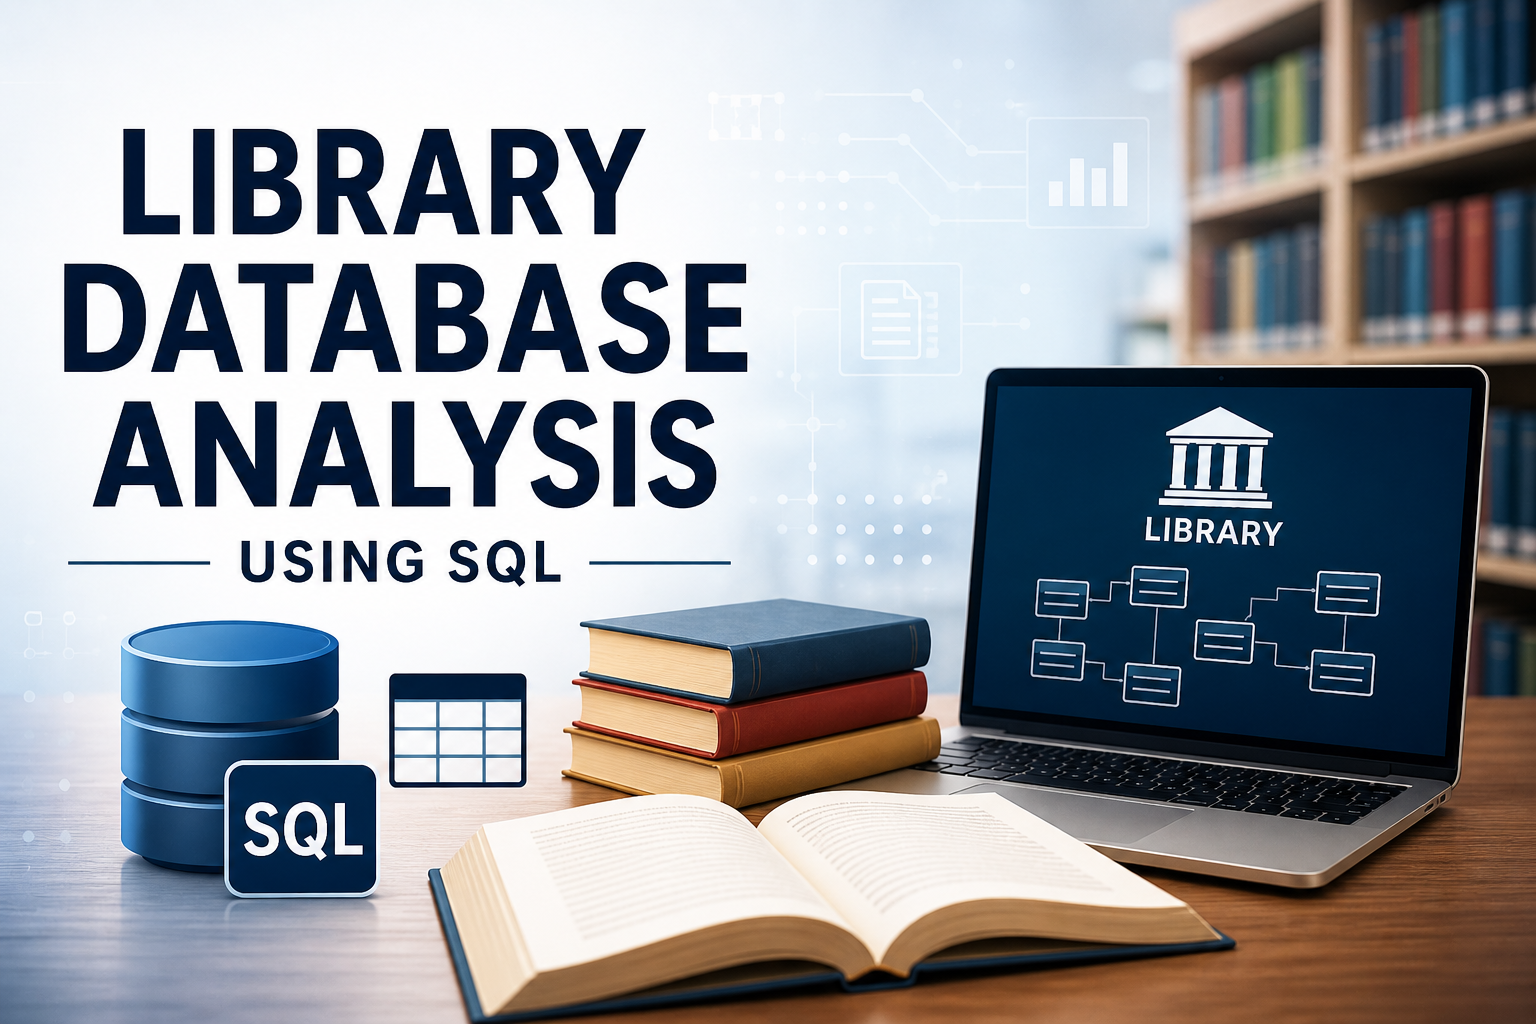 LIBRARY
DATABASE
ANALYSIS
USING SQL
SQL
LIBRARY